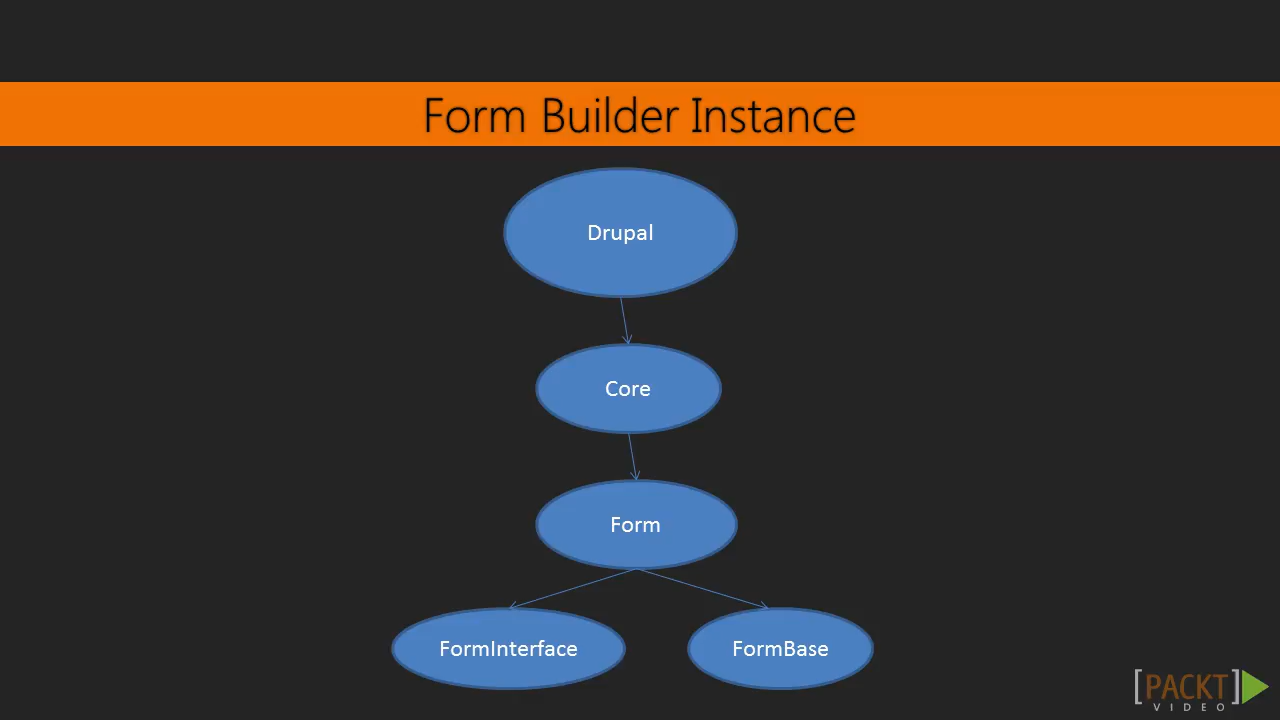 Form Builder Instance
Drupal
Core
Form
FormInterface
FormBase
[PACKT]
VIDEO